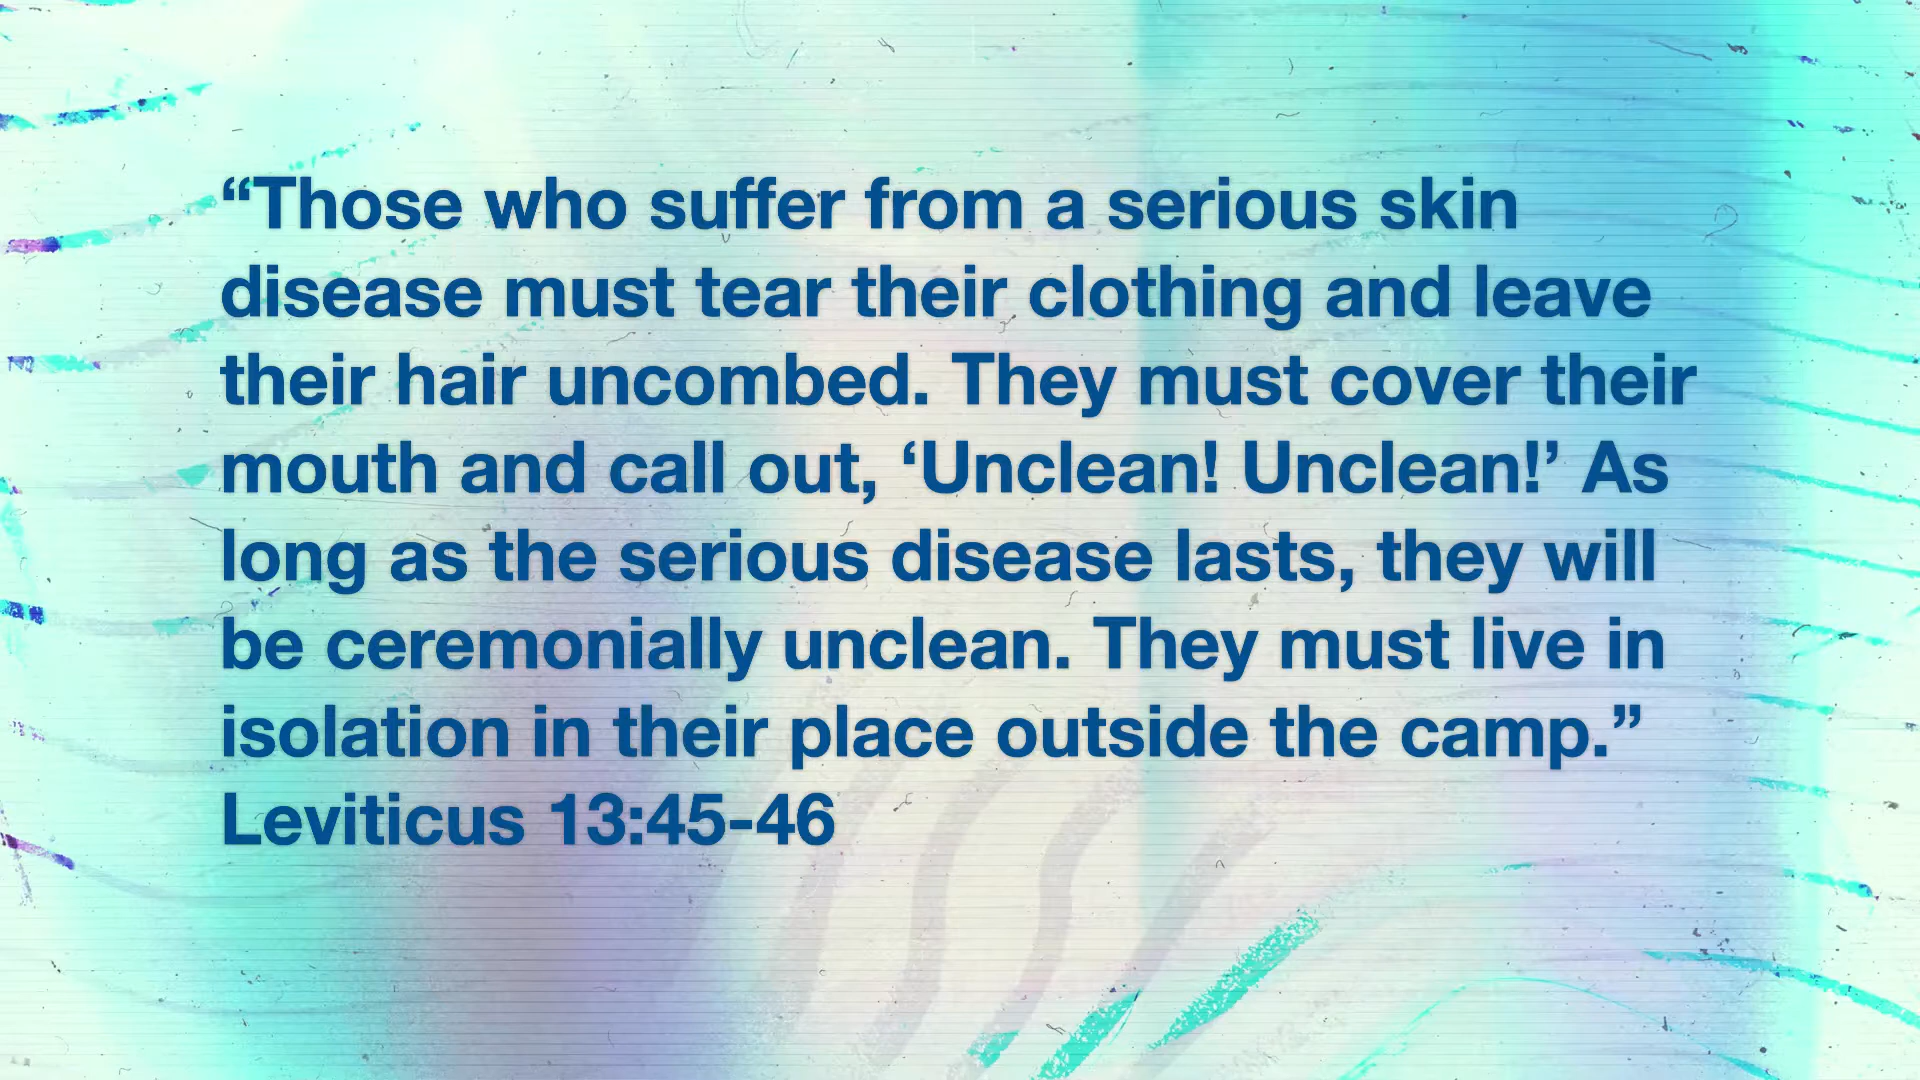 “Those who suffer from a serious skin
disease must tear their clothing and leave
their hair uncombed. They must cover their
mouth and call out, ‘Unclean! Unclean!’ As
long as the serious disease lasts, they will
be ceremonially unclean. They must live in
isolation in their place outside the camp.”
Leviticus 13:45-46